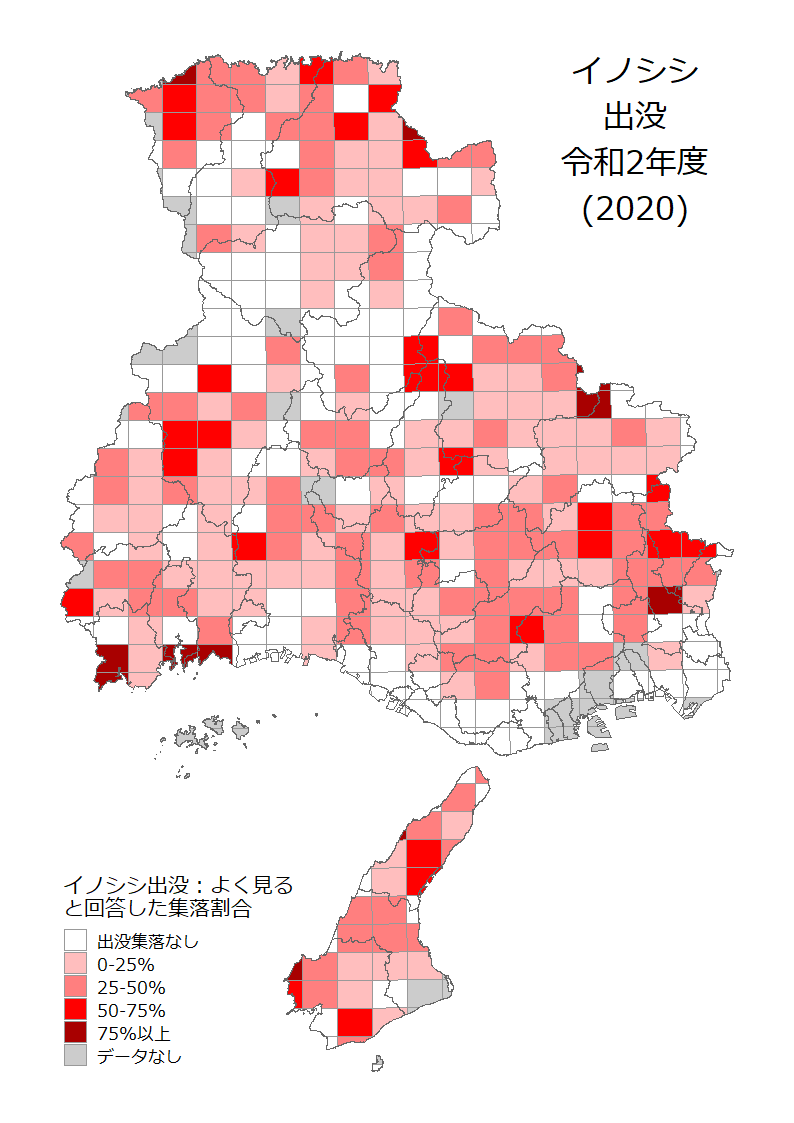 イノシシ
出没
令和2年度
(2020)
イノシシ出没：よく見る
と回答した集落割合
出没集落なし
0-25%
25-50%
50-75%
75%以上
データなし